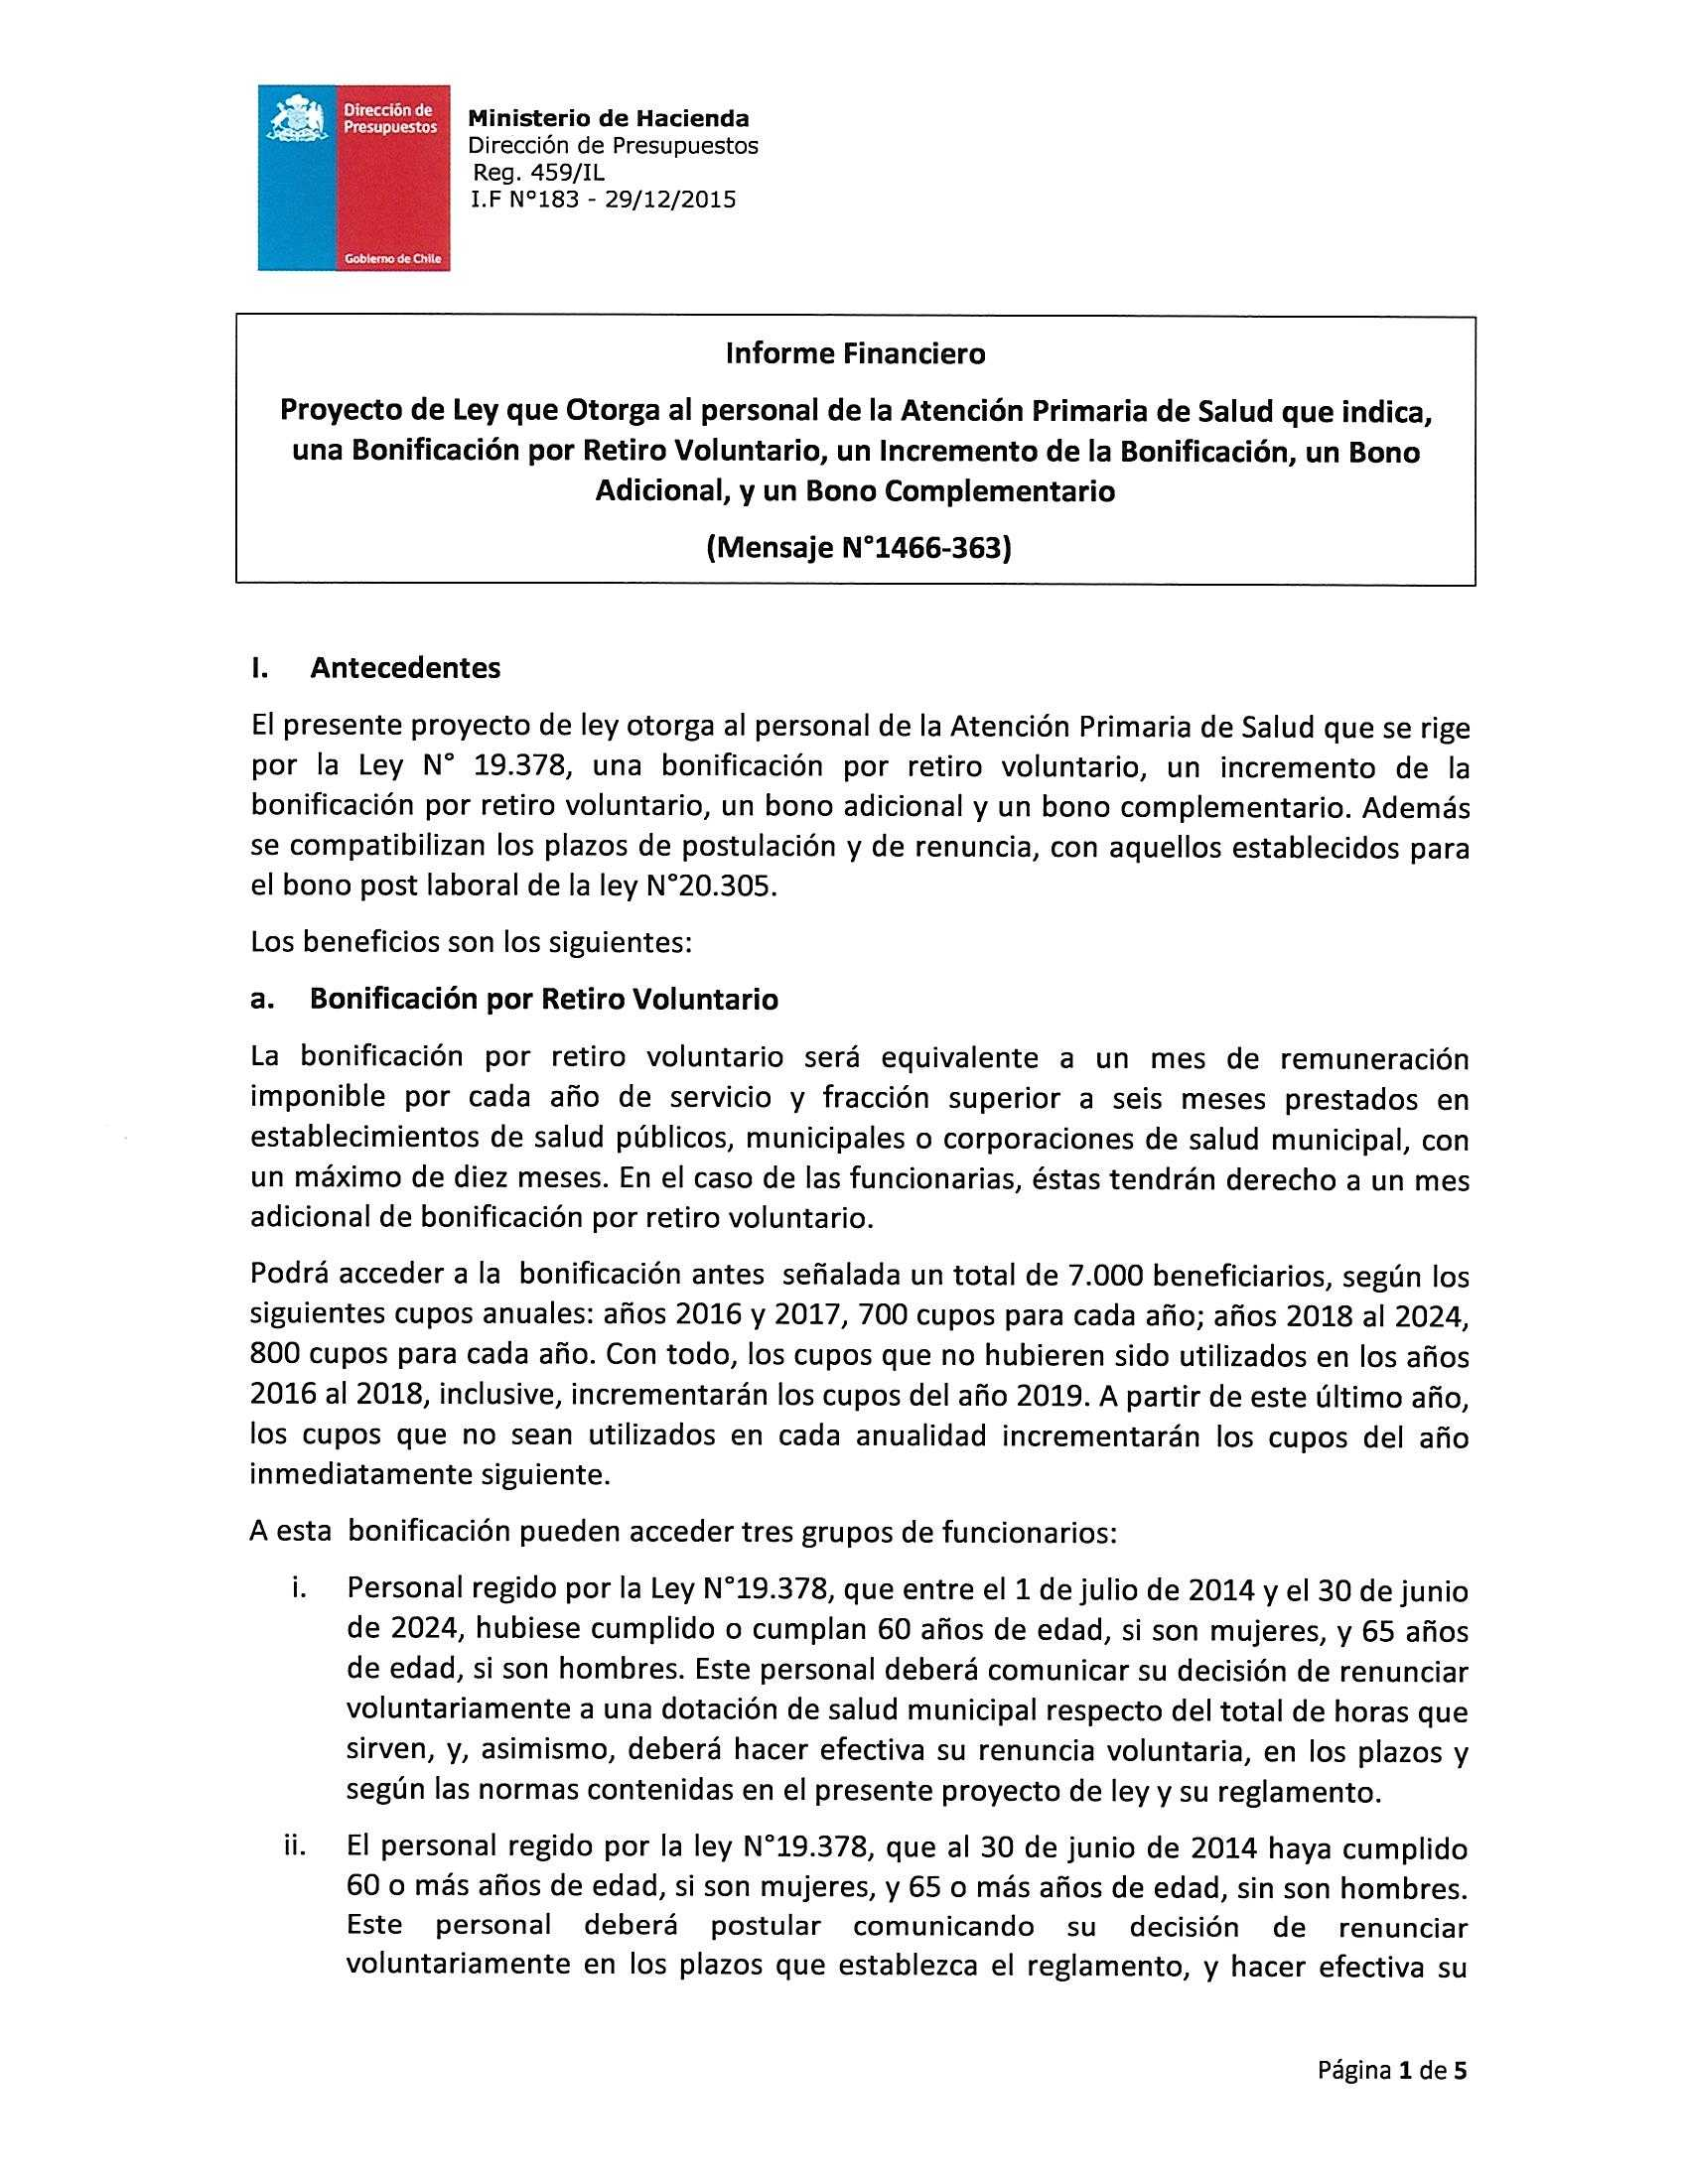 Dirección de
Presupuestos
Gobierno de Chile
Ministerio de Hacienda
Dirección de Presupuestos
Reg. 459/IL
I.F N°183 - 29/12/2015
Informe Financiero
Proyecto de Ley que Otorga al personal de la Atención Primaria de Salud que indica,
una Bonificación por Retiro Voluntario, un Incremento de la Bonificación, un Bono
Adicional, y un Bono Complementario
(Mensaje N°1466-363)
I. Antecedentes
El presente proyecto de ley otorga al personal de la Atención Primaria de Salud que se rige
por la Ley N° 19.378, una bonificación por retiro voluntario, un incremento de la
bonificación por retiro voluntario, un bono adicional y un bono complementario. Además
se compatibilizan los plazos de postulación y de renuncia, con aquellos establecidos para
el bono post laboral de la ley N°20.305.
Los beneficios son los siguientes:
a. Bonificación por Retiro Voluntario
La bonificación por retiro voluntario será equivalente a un mes de remuneración
imponible por cada año de servicio y fracción superior a seis meses prestados en
establecimientos de salud públicos, municipales o corporaciones de salud municipal, con
un máximo de diez meses. En el caso de las funcionarias, éstas tendrán derecho a un mes
adicional de bonificación por retiro voluntario.
Podrá acceder a la bonificación antes señalada un total de 7.000 beneficiarios, según los
siguientes cupos anuales: años 2016 y 2017, 700 cupos para cada año; años 2018 al 2024,
800 cupos para cada año. Con todo, los cupos que no hubieren sido utilizados en los años
2016 al 2018, inclusive, incrementarán los cupos del año 2019. A partir de este último año,
los cupos que no sean utilizados en cada anualidad incrementarán los cupos del año
inmediatamente siguiente.
A esta bonificación pueden acceder tres grupos de funcionarios:
i. Personal regido por la Ley N°19.378, que entre el 1 de julio de 2014 y el 30 de junio
de 2024, hubiese cumplido o cumplan 60 años de edad, si son mujeres, y 65 años
de edad, si son hombres. Este personal deberá comunicar su decisión de renunciar
voluntariamente a una dotación de salud municipal respecto del total de horas que
sirven, y, asimismo, deberá hacer efectiva su renuncia voluntaria, en los plazos y
según las normas contenidas en el presente proyecto de ley y su reglamento.
ii. El personal regido por la ley N°19.378, que al 30 de junio de 2014 haya cumplido
60 o más años de edad, si son mujeres, y 65 o más años de edad, sin son hombres.
Este personal deberá postular comunicando su decisión de renunciar
voluntariamente en los plazos que establezca el reglamento, y hacer efectiva su
Página 1 de 5